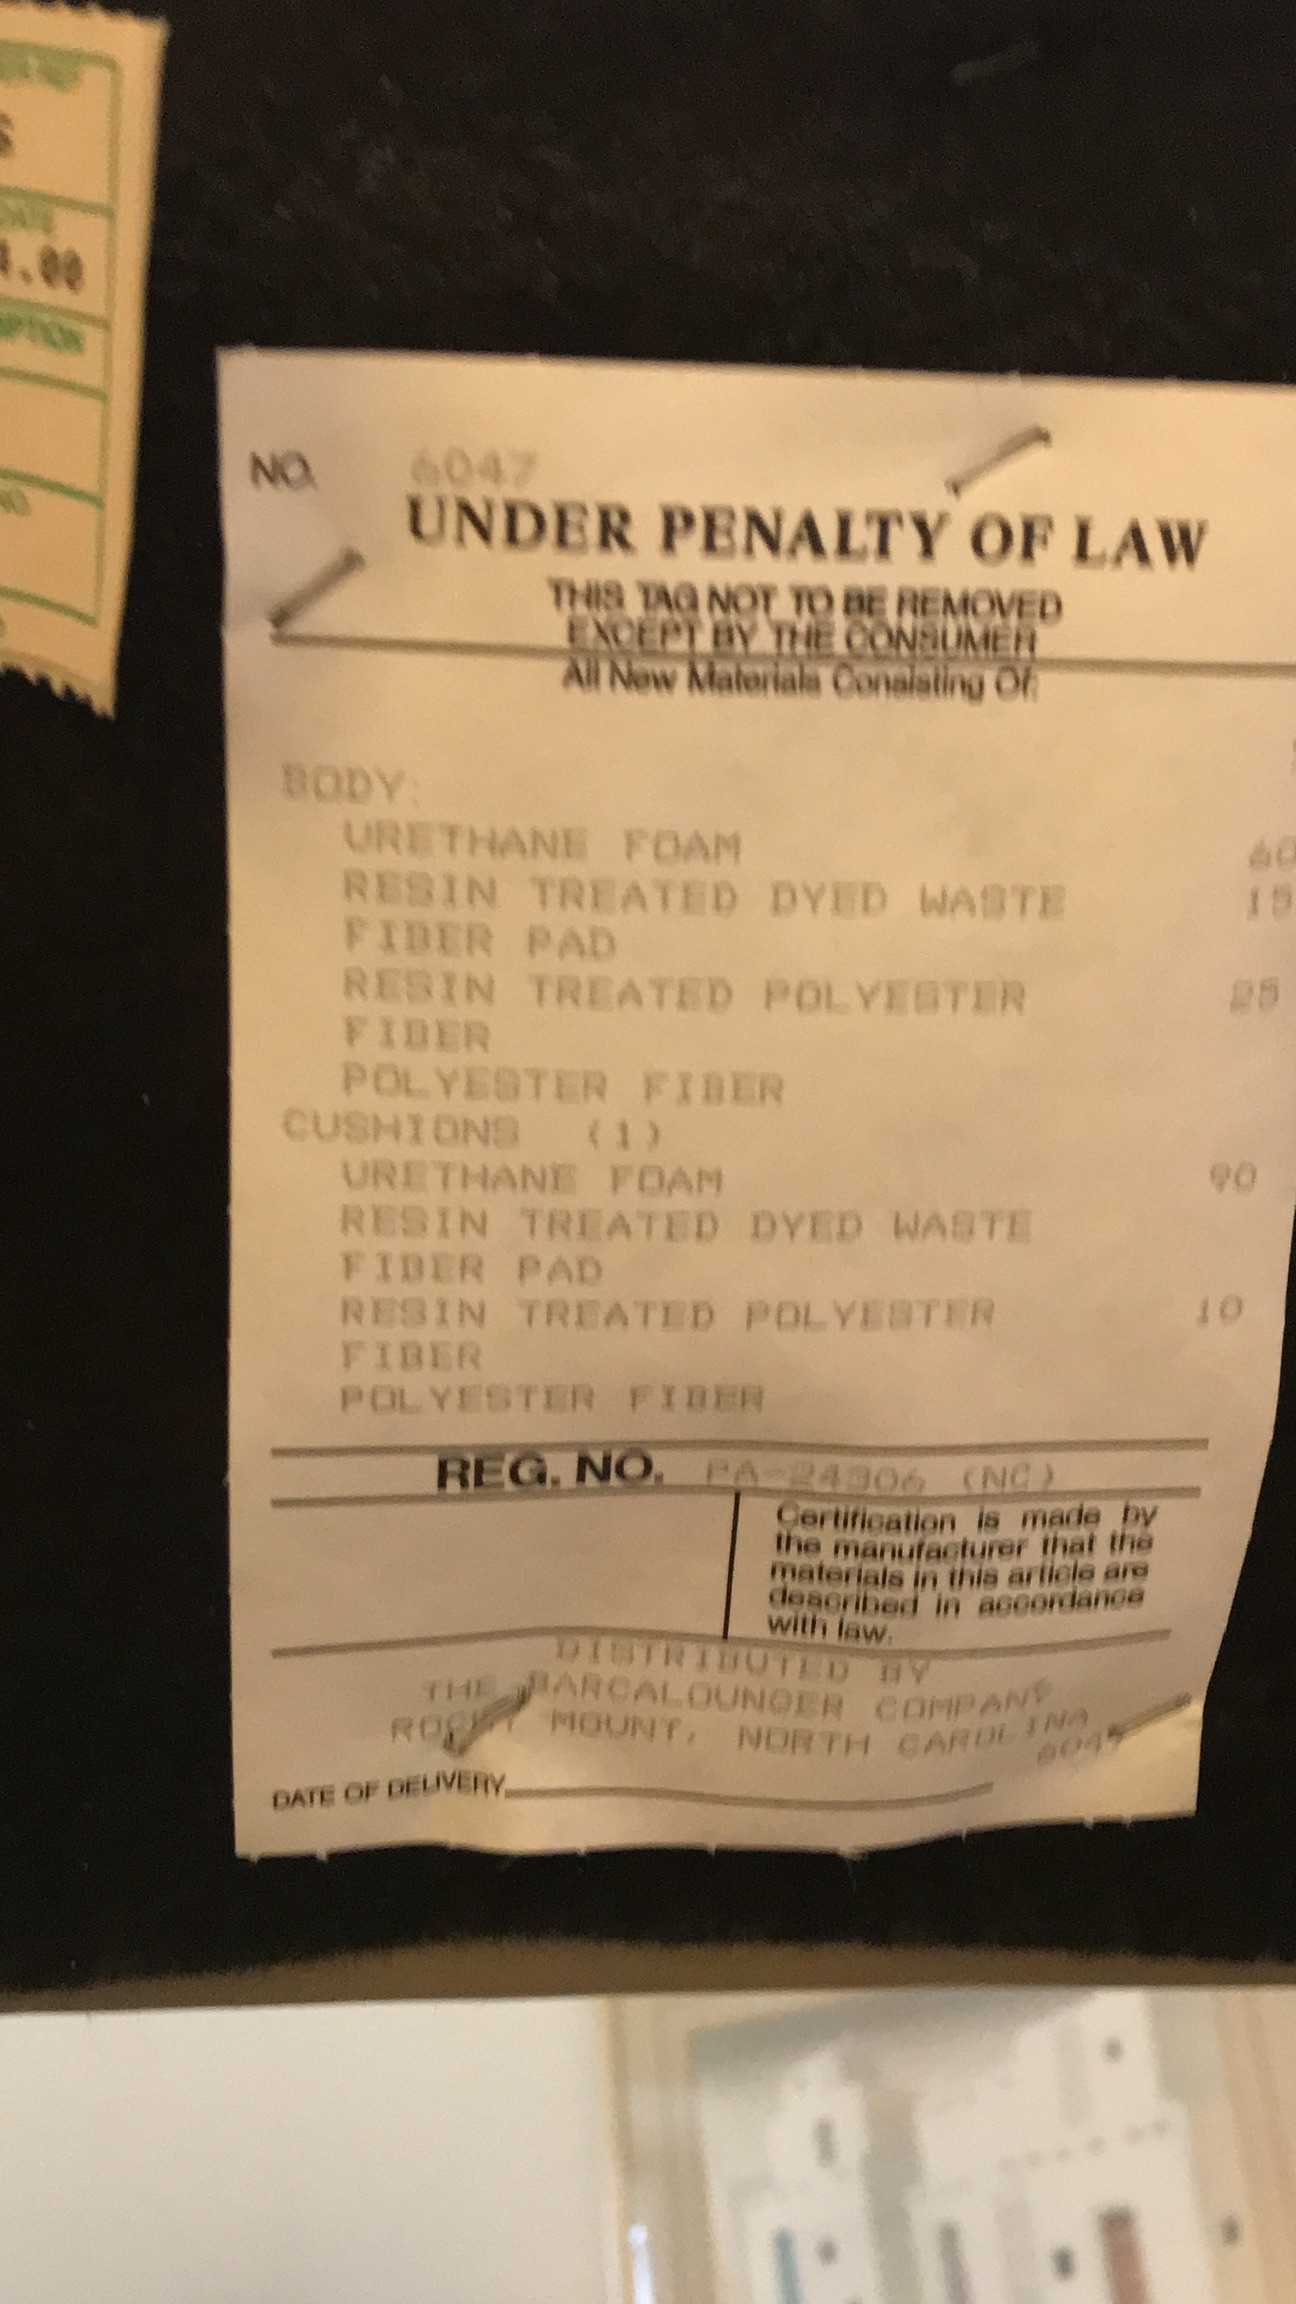 S
.00
NO. 6047
UNDER PENALTY OF LAW
THIS TAG NOT TO BE REMOVED
EXCEPT BY THE CONSUMER
All New Materials Consisting Of:
BODY:
URETHANE FOAM 60
RESIN TREATED DYED WASTE 15
FIBER PAD
RESIN TREATED POLYESTER 25
FIBER
POLYESTER FIBER
CUSHIONS (1)
URETHANE FOAM 90
RESIN TREATED DYED WASTE
FIBER PAD
RESIN TREATED POLYESTER 10
FIBER
POLYESTER FIBER
REG. NO. PA-24306 (NC)
Certification is made by
the manufacturer that the
materials in this article are
described in accordance
with law.
DISTRIBUTED BY
THE BARCALOUNGER COMPANY
ROCKY MOUNT, NORTH CAROLINA
6047
DATE OF DELIVERY